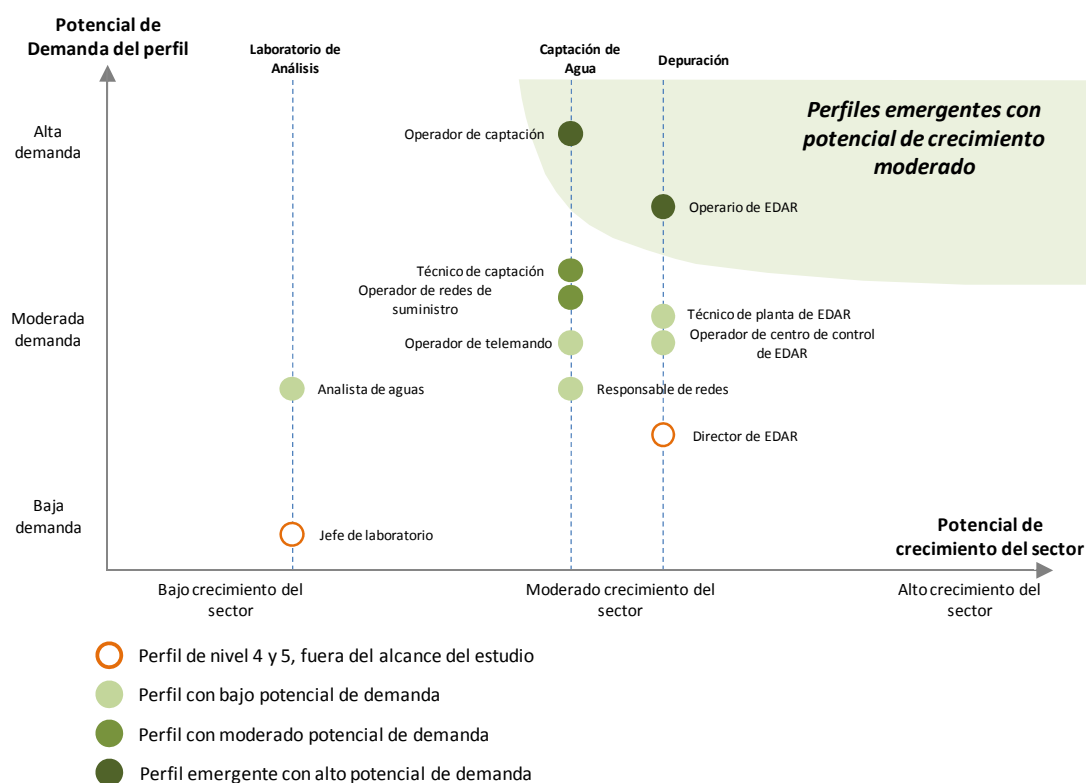 Potencial de
Demanda del perfil
Laboratorio de
Análisis
Captación de
Agua
Depuración
Perfiles emergentes con
potencial de crecimiento
moderado
Alta
demanda
Operador de captación
Operario de EDAR
Técnico de captación
Operador de redes de
suministro
Moderada
demanda
Técnico de planta de EDAR
Operador de telemando
Operador de centro de control
de EDAR
Analista de aguas
Responsable de redes
Director de EDAR
Baja
demanda
Jefe de laboratorio
Potencial de
crecimiento del sector
Bajo crecimiento del
sector
Moderado crecimiento del
sector
Alto crecimiento del
sector
Perfil de nivel 4 y 5, fuera del alcance del estudio
Perfil con bajo potencial de demanda
Perfil con moderado potencial de demanda
Perfil emergente con alto potencial de demanda